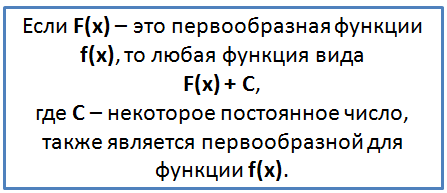 Если F(x) – это первообразная функции
f(x), то любая функция вида
F(x) + C,
где C – некоторое постоянное число,
также является первообразной для
функции f(x).